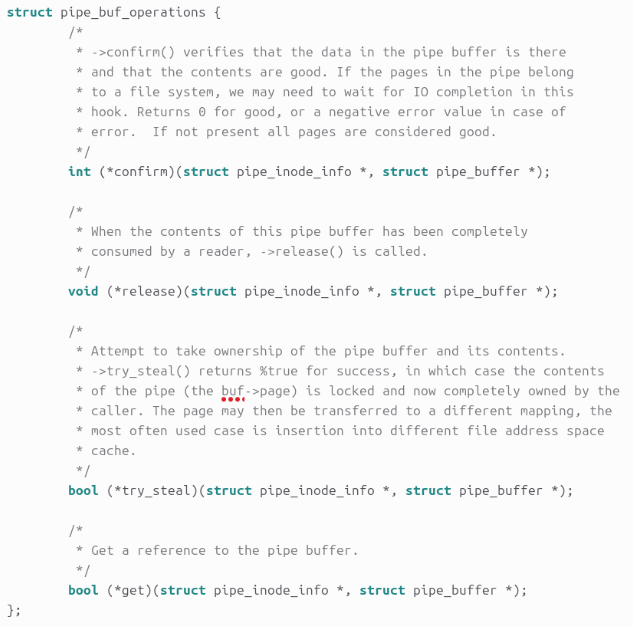 struct pipe_buf_operations {
/*
* ->confirm() verifies that the data in the pipe buffer is there
* and that the contents are good. If the pages in the pipe belong
* to a file system, we may need to wait for IO completion in this
* hook. Returns 0 for good, or a negative error value in case of
* error.  If not present all pages are considered good.
*/
int (*confirm)(struct pipe_inode_info *, struct pipe_buffer *);
/*
* When the contents of this pipe buffer has been completely
* consumed by a reader, ->release() is called.
*/
void (*release)(struct pipe_inode_info *, struct pipe_buffer *);
/*
* Attempt to take ownership of the pipe buffer and its contents.
* ->try_steal() returns %true for success, in which case the contents
* of the pipe (the buf->page) is locked and now completely owned by the
* caller. The page may then be transferred to a different mapping, the
* most often used case is insertion into different file address space
* cache.
*/
bool (*try_steal)(struct pipe_inode_info *, struct pipe_buffer *);
/*
* Get a reference to the pipe buffer.
*/
bool (*get)(struct pipe_inode_info *, struct pipe_buffer *);
};